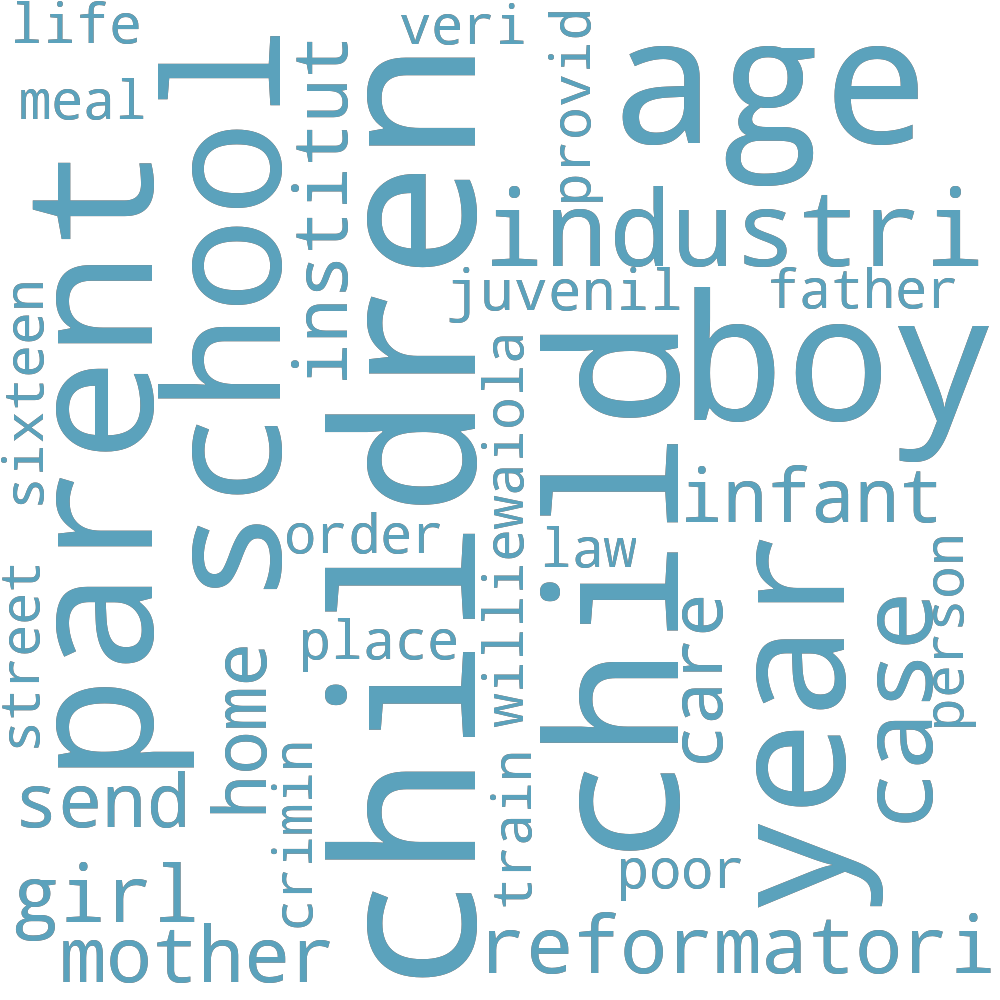 life
veri
age
meal
provid
institut
school
children
parent
industri
juvenil
father
boy
sixteen
williewaiola
child
infant
order
law
street
place
care
year
case
person
home
send
crimin
train
poor
girl
mother
reformatori